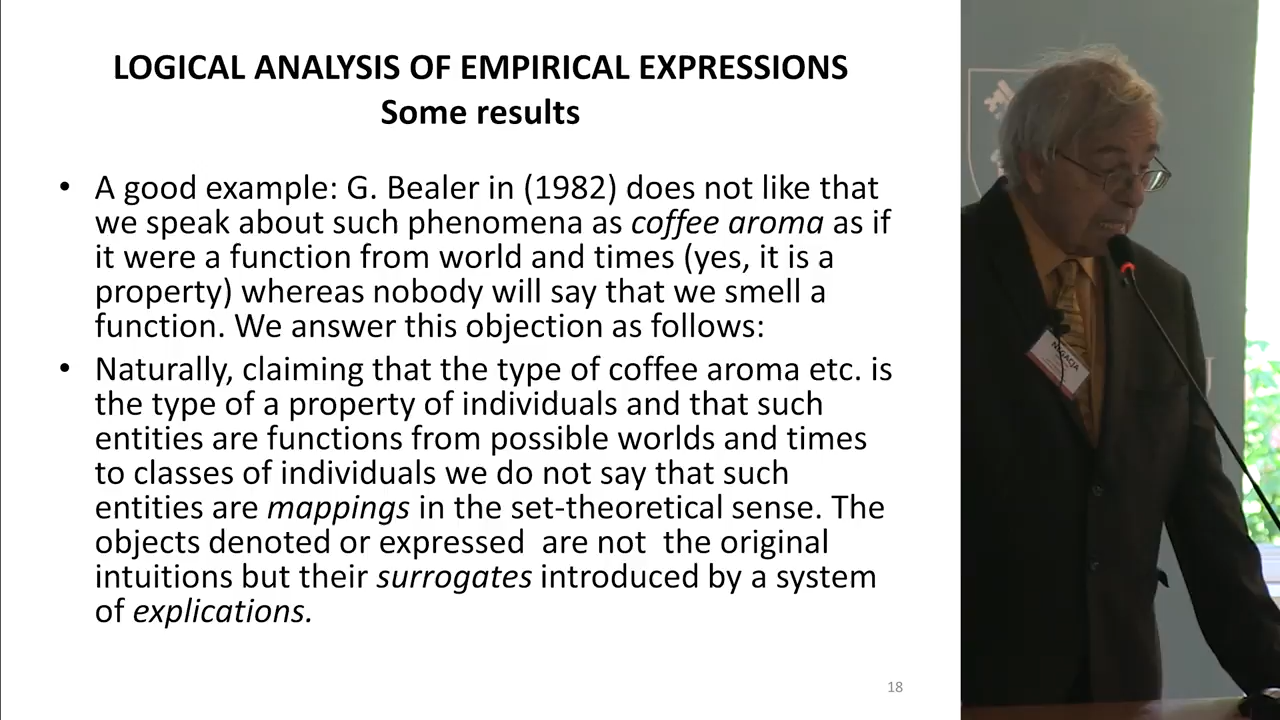 LOGICAL ANALYSIS OF EMPIRICAL EXPRESSIONS
Some results
• A good example: G. Bealer in (1982) does not like that
we speak about such phenomena as coffee aroma as if
it were a function from world and times (yes, it is a
property) whereas nobody will say that we smell a
function. We answer this objection as follows:
• Naturally, claiming that the type of coffee aroma etc. is
the type of a property of individuals and that such
entities are functions from possible worlds and times
to classes of individuals we do not say that such
entities are mappings in the set-theoretical sense. The
objects denoted or expressed  are not  the original
intuitions but their surrogates introduced by a system
of explications.
18